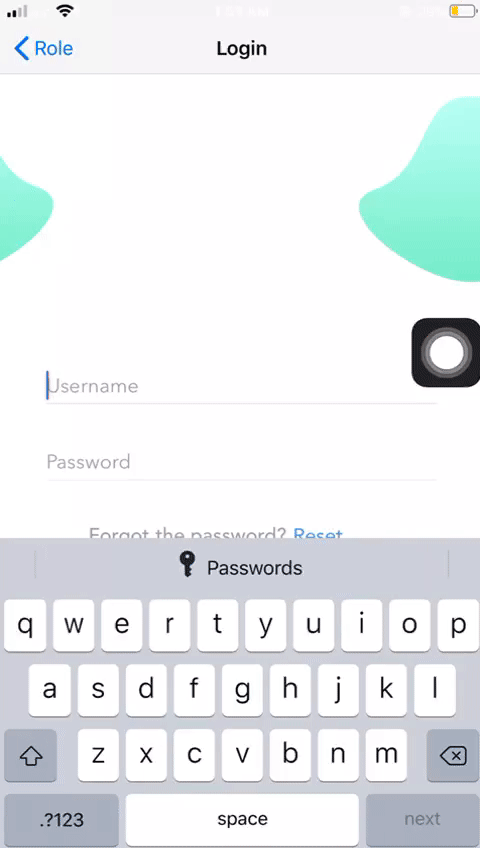 Role
Login
Username
Password
Forgot the password? Reset
Passwords
q w e r t y u i o p
a s d f g h j k l
z x c v b n m
.?123 space next